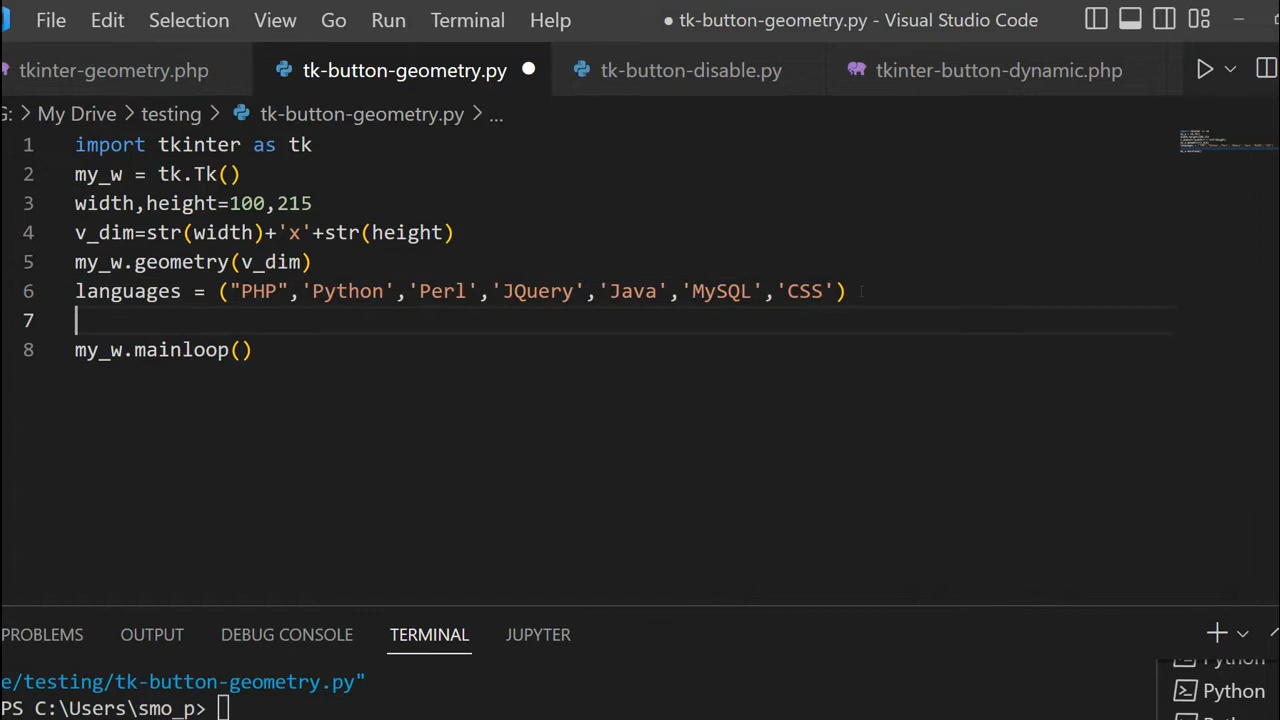 File Edit Selection View Go Run Terminal Help ● tk-button-geometry.py - Visual Studio Code
tkinter-geometry.php tk-button-geometry.py tk-button-disable.py tkinter-button-dynamic.php
G: > My Drive > testing > tk-button-geometry.py > ...
1 import tkinter as tk
2 my_w = tk.Tk()
3 width,height=100,215
4 v_dim=str(width)+'x'+str(height)
5 my_w.geometry(v_dim)
6 languages = ("PHP",'Python','Perl','JQuery','Java','MySQL','CSS')
7
8 my_w.mainloop()
PROBLEMS OUTPUT DEBUG CONSOLE TERMINAL JUPYTER
e/testing/tk-button-geometry.py"
PS C:\Users\smo_p>
Python
Python